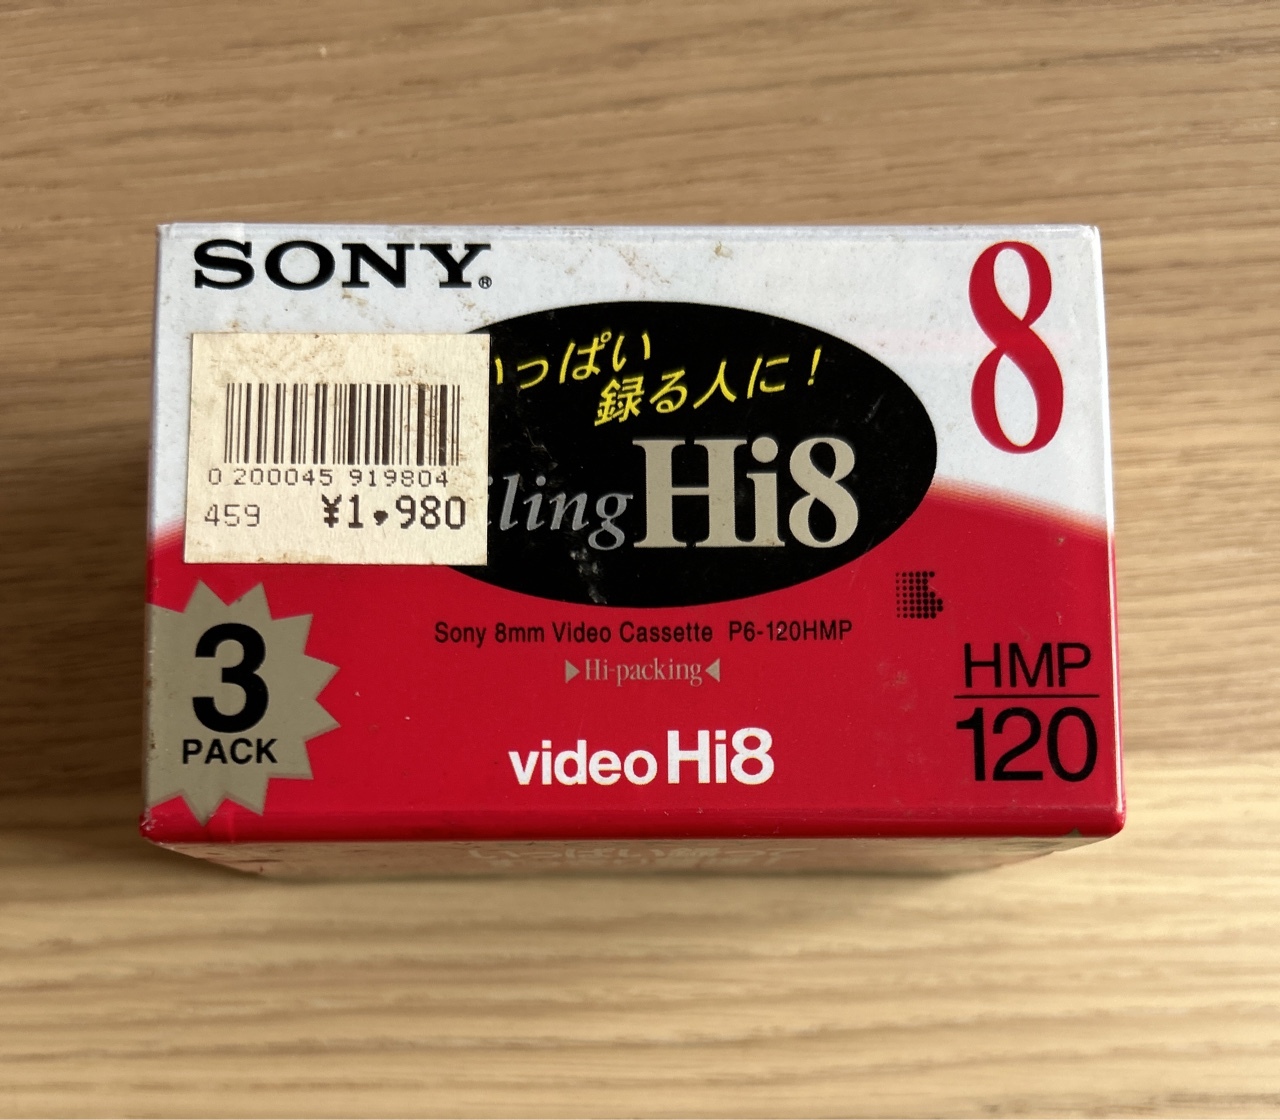 SONY®
8
いっぱい
録る人に！
0 200045 919804
459 ¥1,980
Hi8
3
PACK
Sony 8mm Video Cassette P6-120HMP
▶Hi-packing◀
video Hi8
HMP
120